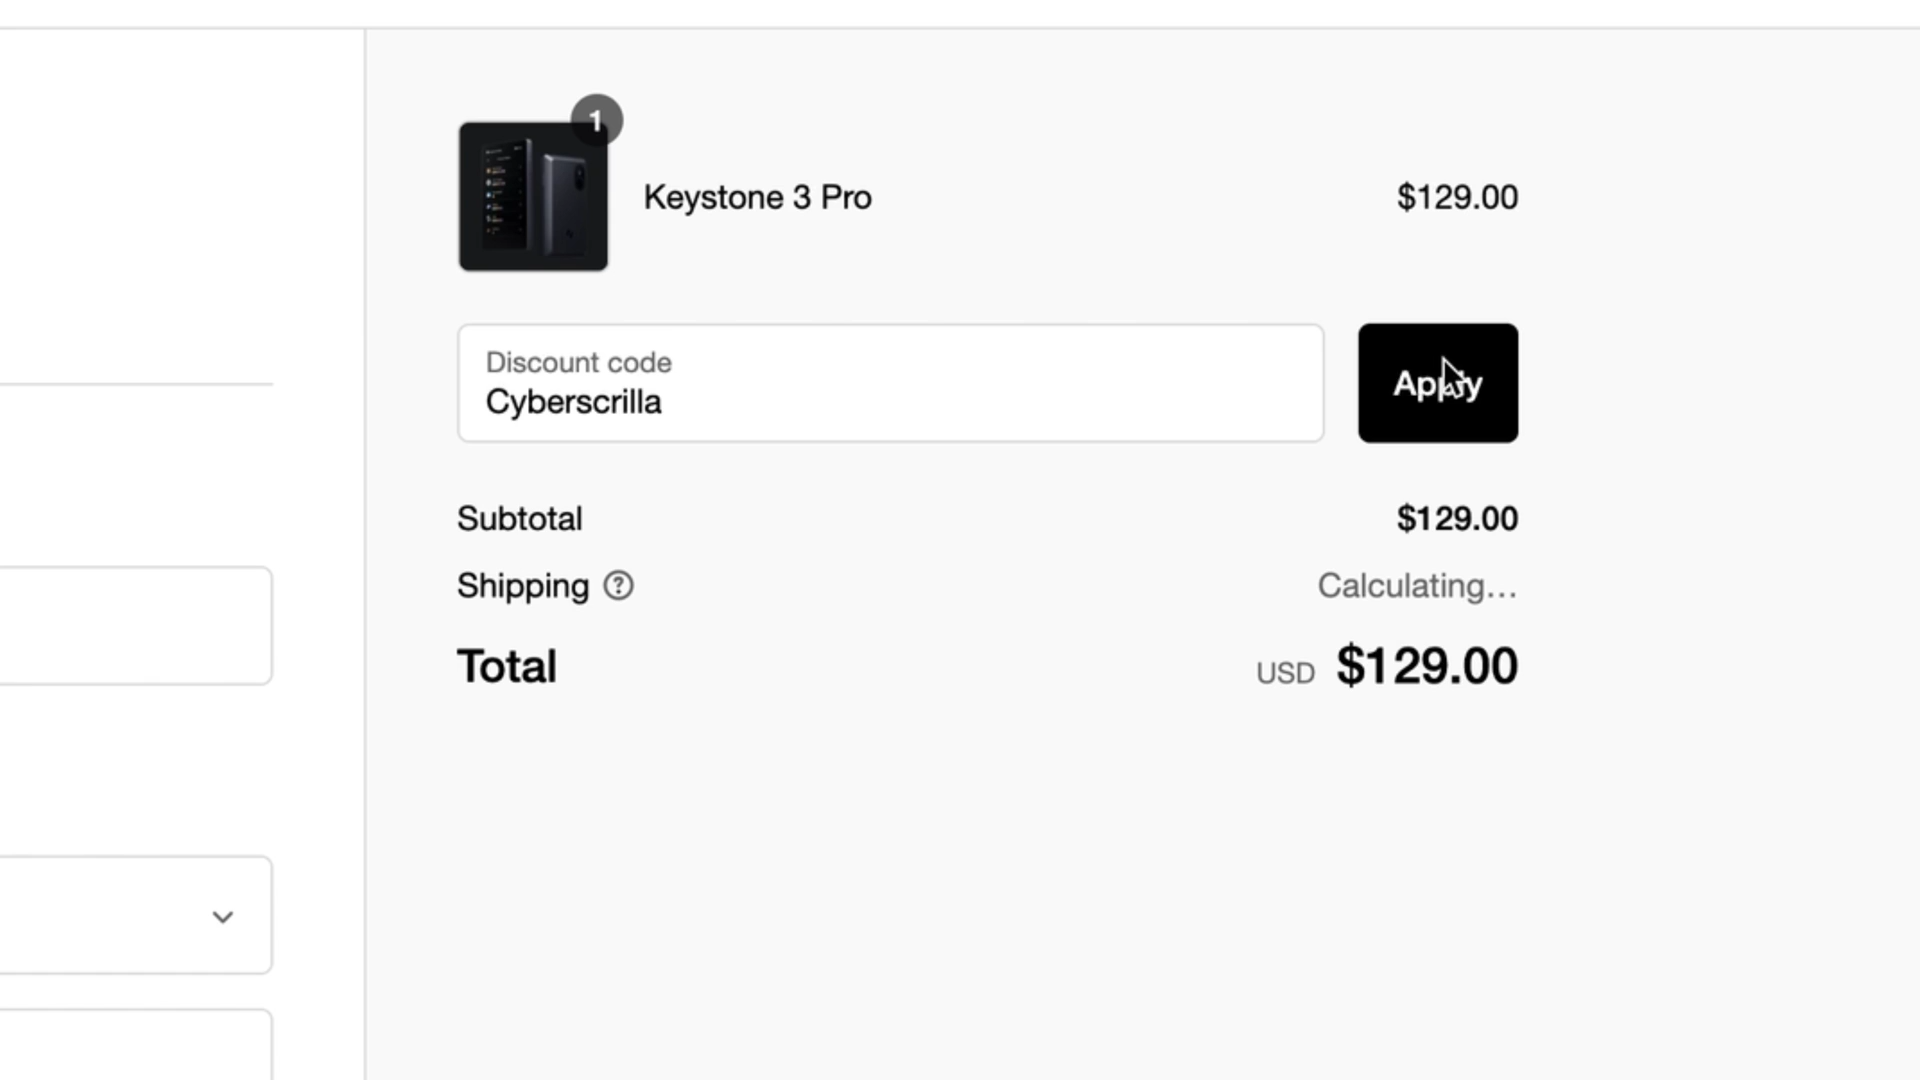 1
Keystone 3 Pro $129.00
Discount code
Cyberscrilla
Apply
Subtotal $129.00
Shipping ? Calculating...
Total USD $129.00